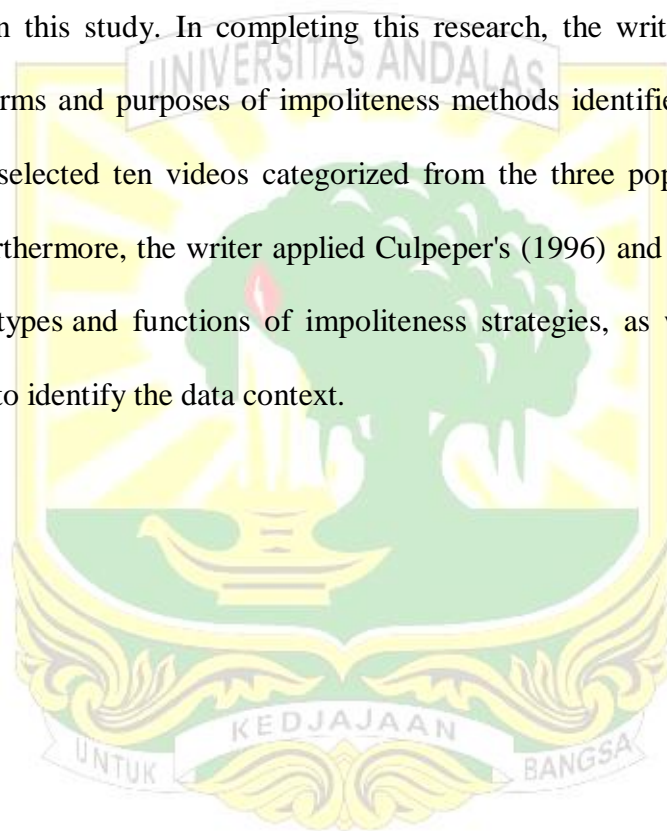 n this study. In completing this research, the writ
UNIVERSITAS ANDALAS
rms and purposes of impoliteness methods identifie
selected ten videos categorized from the three pop
rthermore, the writer applied Culpeper's (1996) and
types and functions of impoliteness strategies, as
to identify the data context.
UNTUK KEDJAJAAN BANGSA